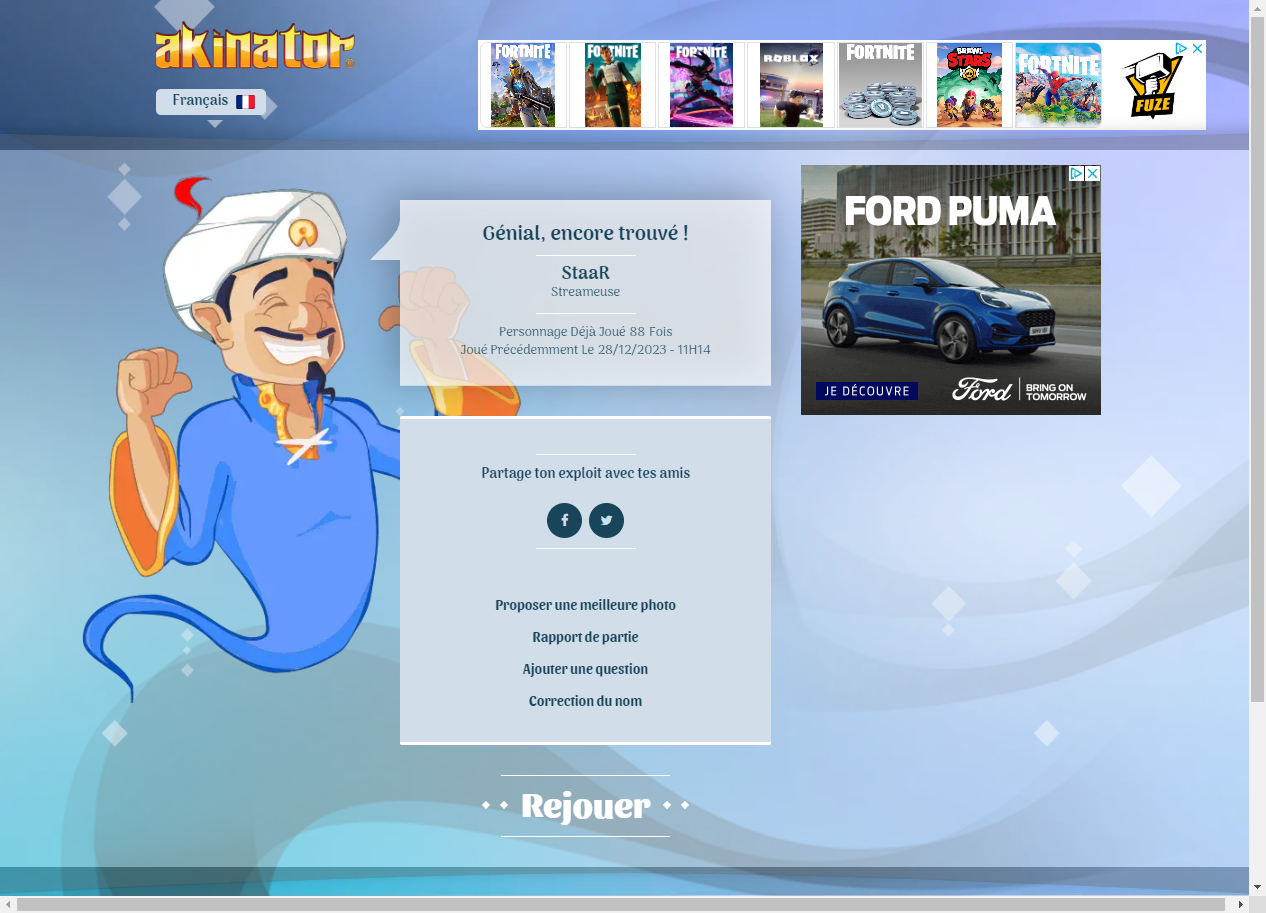 akinator
Français
FORTNITE
FORTNITE
FORTNITE
ROBLOX
FORTNITE
BRAWL
STARS
FORTNITE
FUZE
FORD PUMA
JE DÉCOUVRE
Ford
BRING ON
TOMORROW
Génial, encore trouvé !
StaaR
Streameuse
Personnage Déjà Joué 88 Fois
Joué Précédemment Le 28/12/2023 - 11H14
Partage ton exploit avec tes amis
Proposer une meilleure photo
Rapport de partie
Ajouter une question
Correction du nom
Rejouer